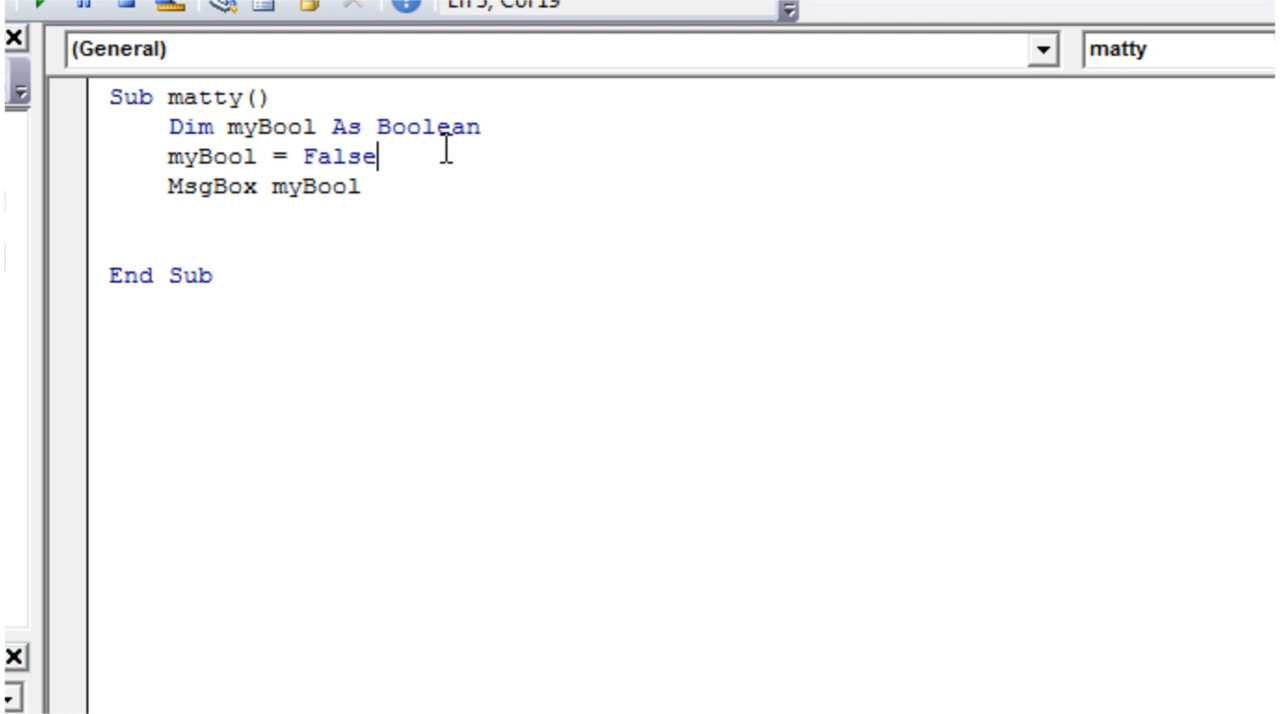 (General)
matty
Sub matty()
Dim myBool As Boolean
myBool = False
MsgBox myBool
End Sub